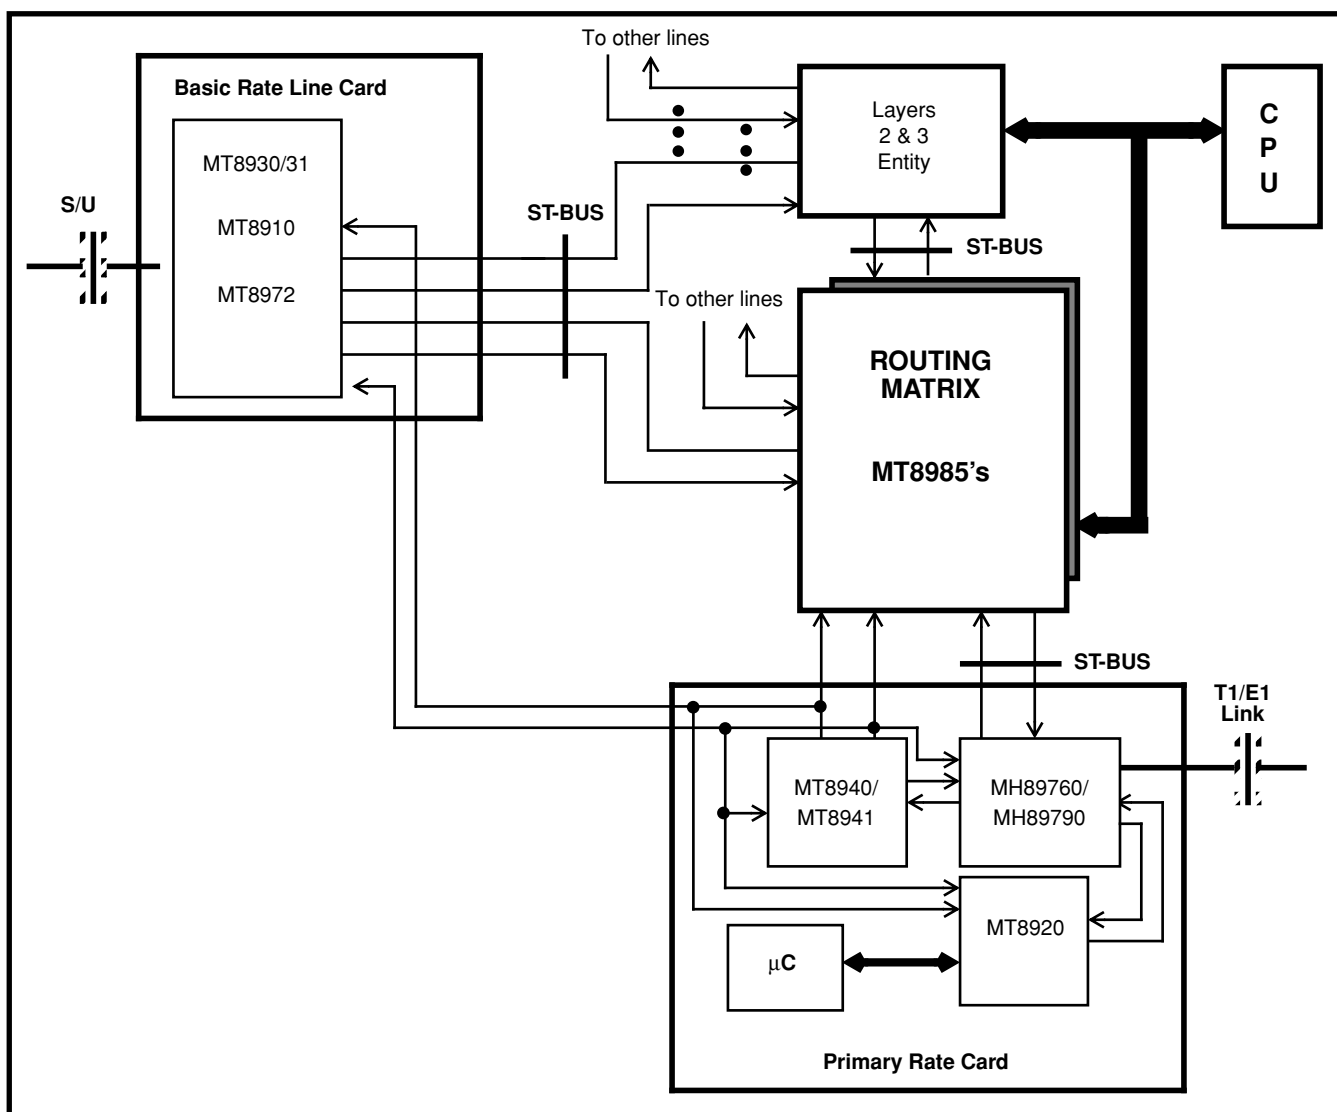 To other lines
Basic Rate Line Card
MT8930/31
MT8910
MT8972
S/U
ST-BUS
Layers
2 & 3
Entity
C
P
U
ST-BUS
To other lines
ROUTING
MATRIX
MT8985's
ST-BUS
T1/E1
Link
MT8940/
MT8941
MH89760/
MH89790
MT8920
μC
Primary Rate Card